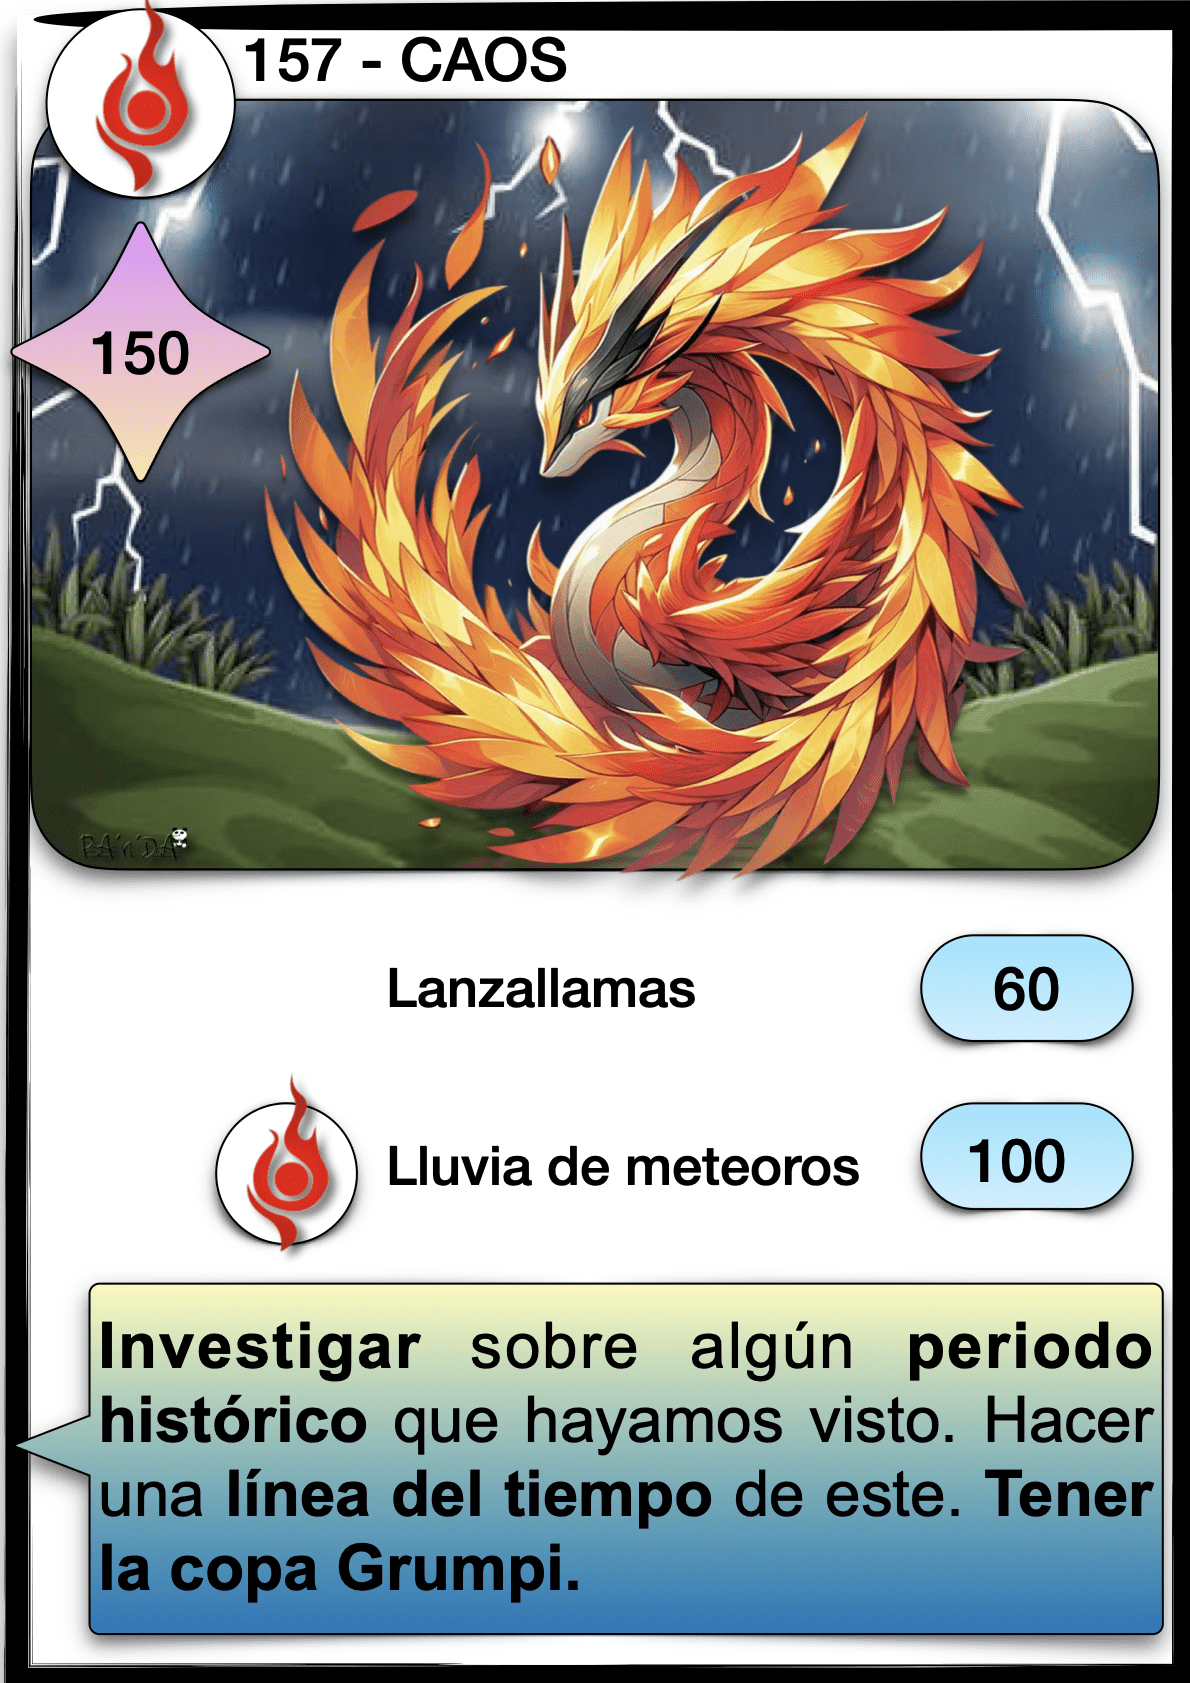 157 - CAOS
150
PANDA
Lanzallamas 60
Lluvia de meteoros 100
Investigar sobre algún periodo
histórico que hayamos visto. Hacer
una línea del tiempo de este. Tener
la copa Grumpi.